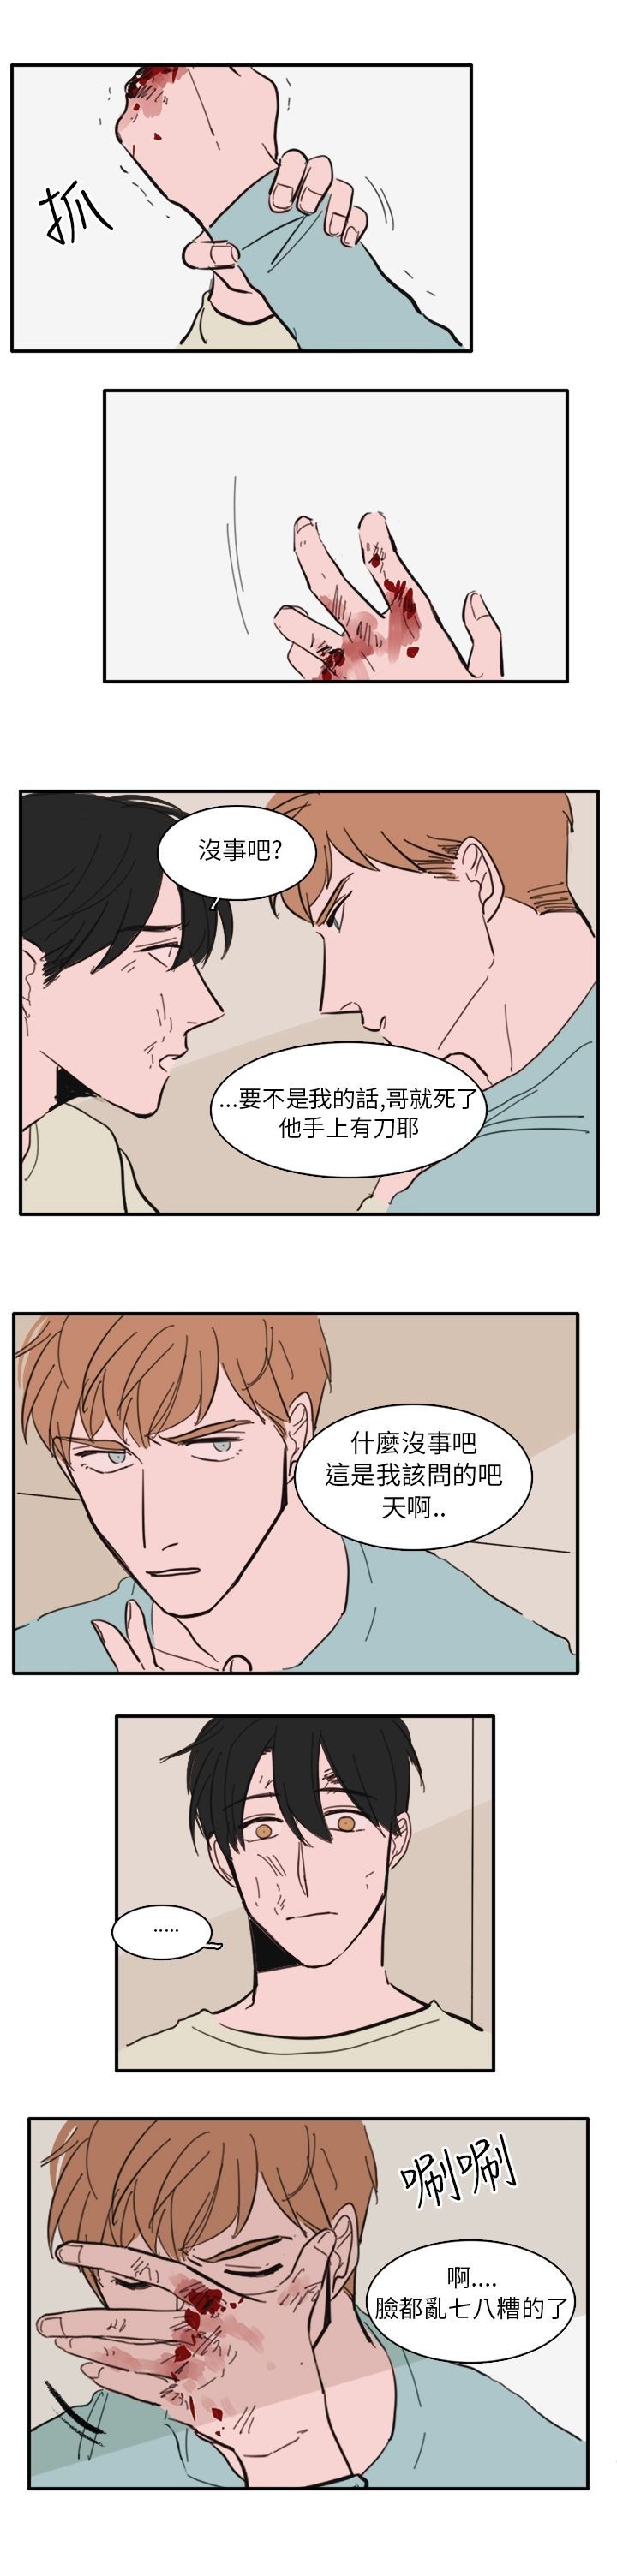 抓
沒事吧?
...要不是我的話,哥就死了
他手上有刀耶
什麼沒事吧
這是我該問的吧
天啊..
.....
唰唰
啊....
臉都亂七八糟的了